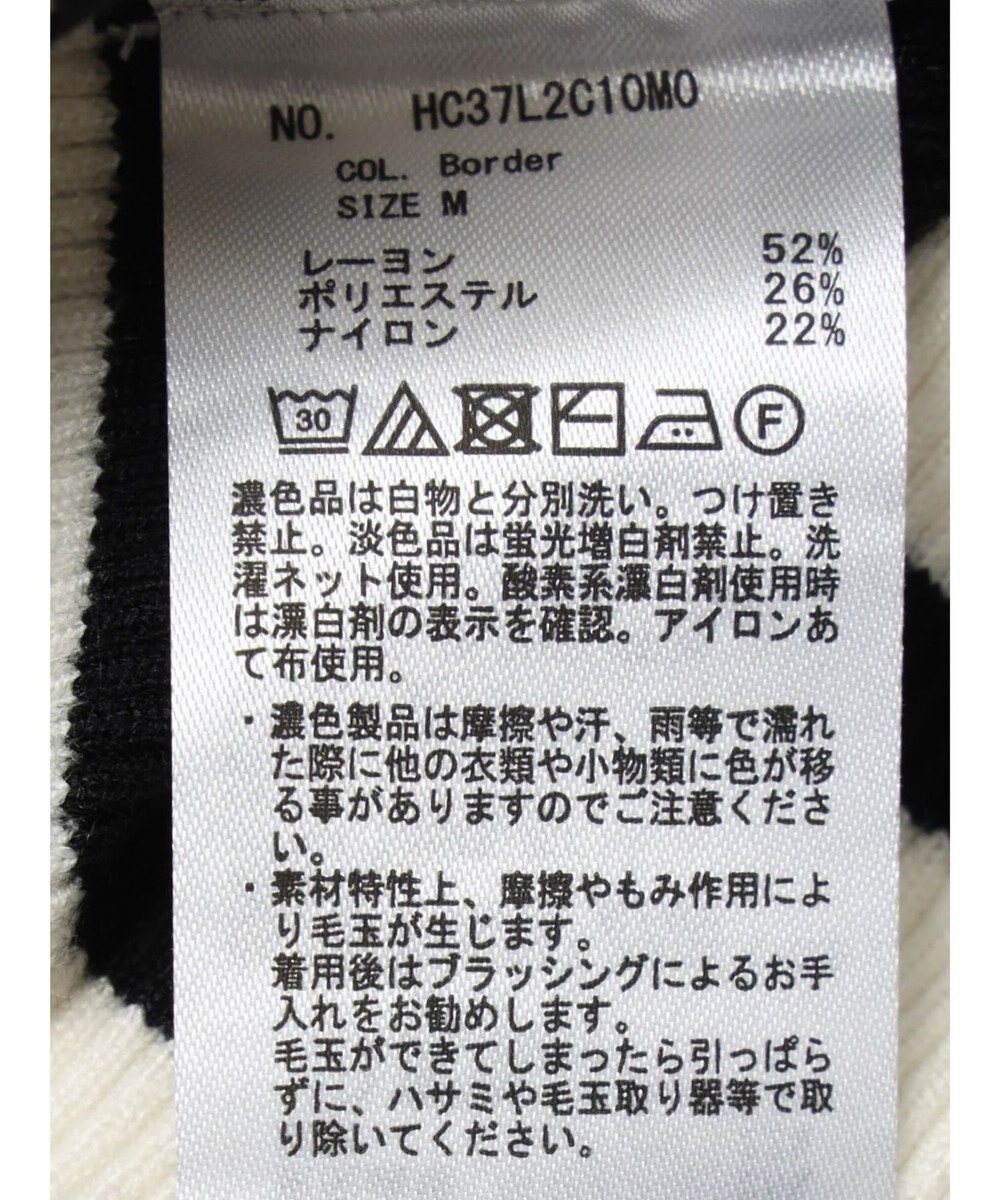 NO. HC37L2C10MO
COL. Border
SIZE M
レーヨン 52%
ポリエステル 26%
ナイロン 22%
30 F
濃色品は白物と分別洗い。つけ置き
禁止。淡色品は蛍光増白剤禁止。洗
濯ネット使用。酸素系漂白剤使用時
は漂白剤の表示を確認。アイロンあ
て布使用。
・濃色製品は摩擦や汗、雨等で濡れ
た際に他の衣類や小物類に色が移
る事がありますのでご注意くださ
い。
・素材特性上、摩擦やもみ作用によ
り毛玉が生じます。
着用後はブラッシングによるお手
入れをお勧めします。
毛玉ができてしまったら引っぱら
ずに、ハサミや毛玉取り器等で取
り除いてください。